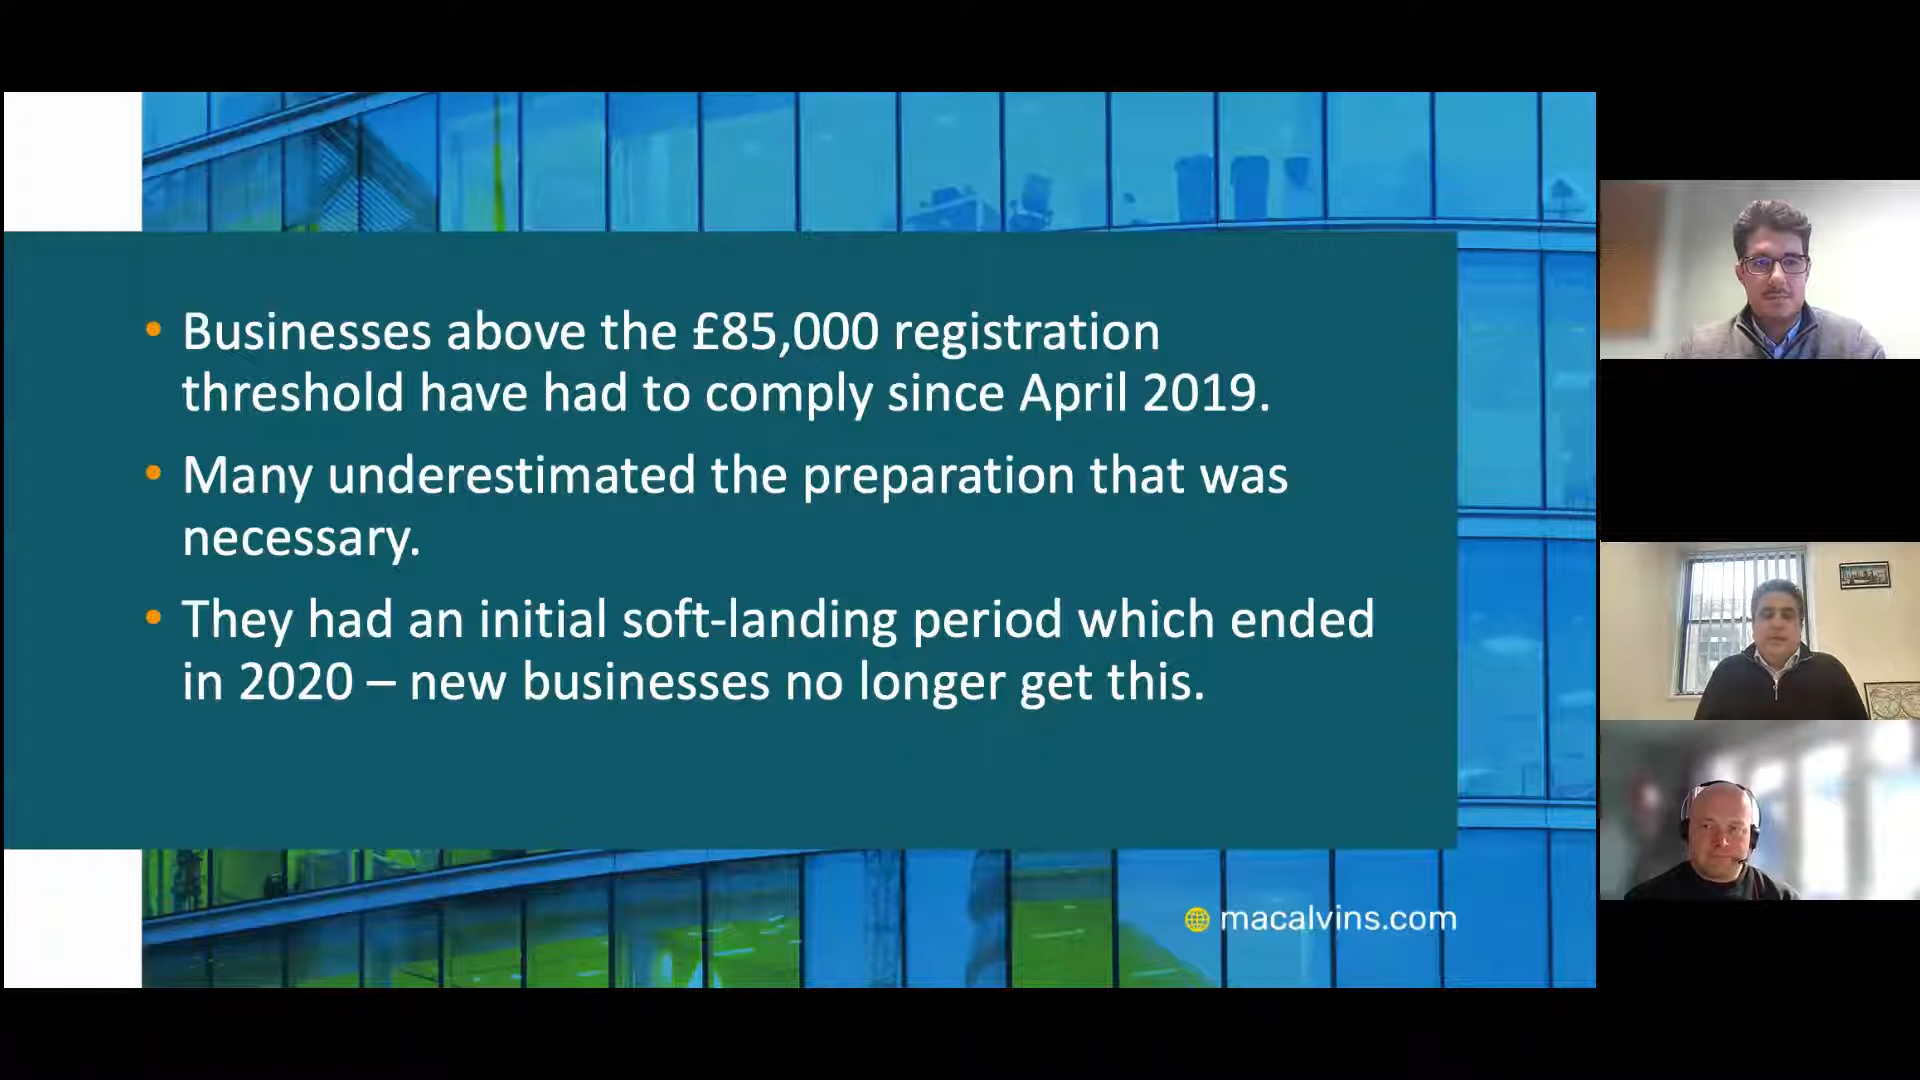 • Businesses above the £85,000 registration
threshold have had to comply since April 2019.
• Many underestimated the preparation that was
necessary.
• They had an initial soft-landing period which ended
in 2020 – new businesses no longer get this.
macalvins.com